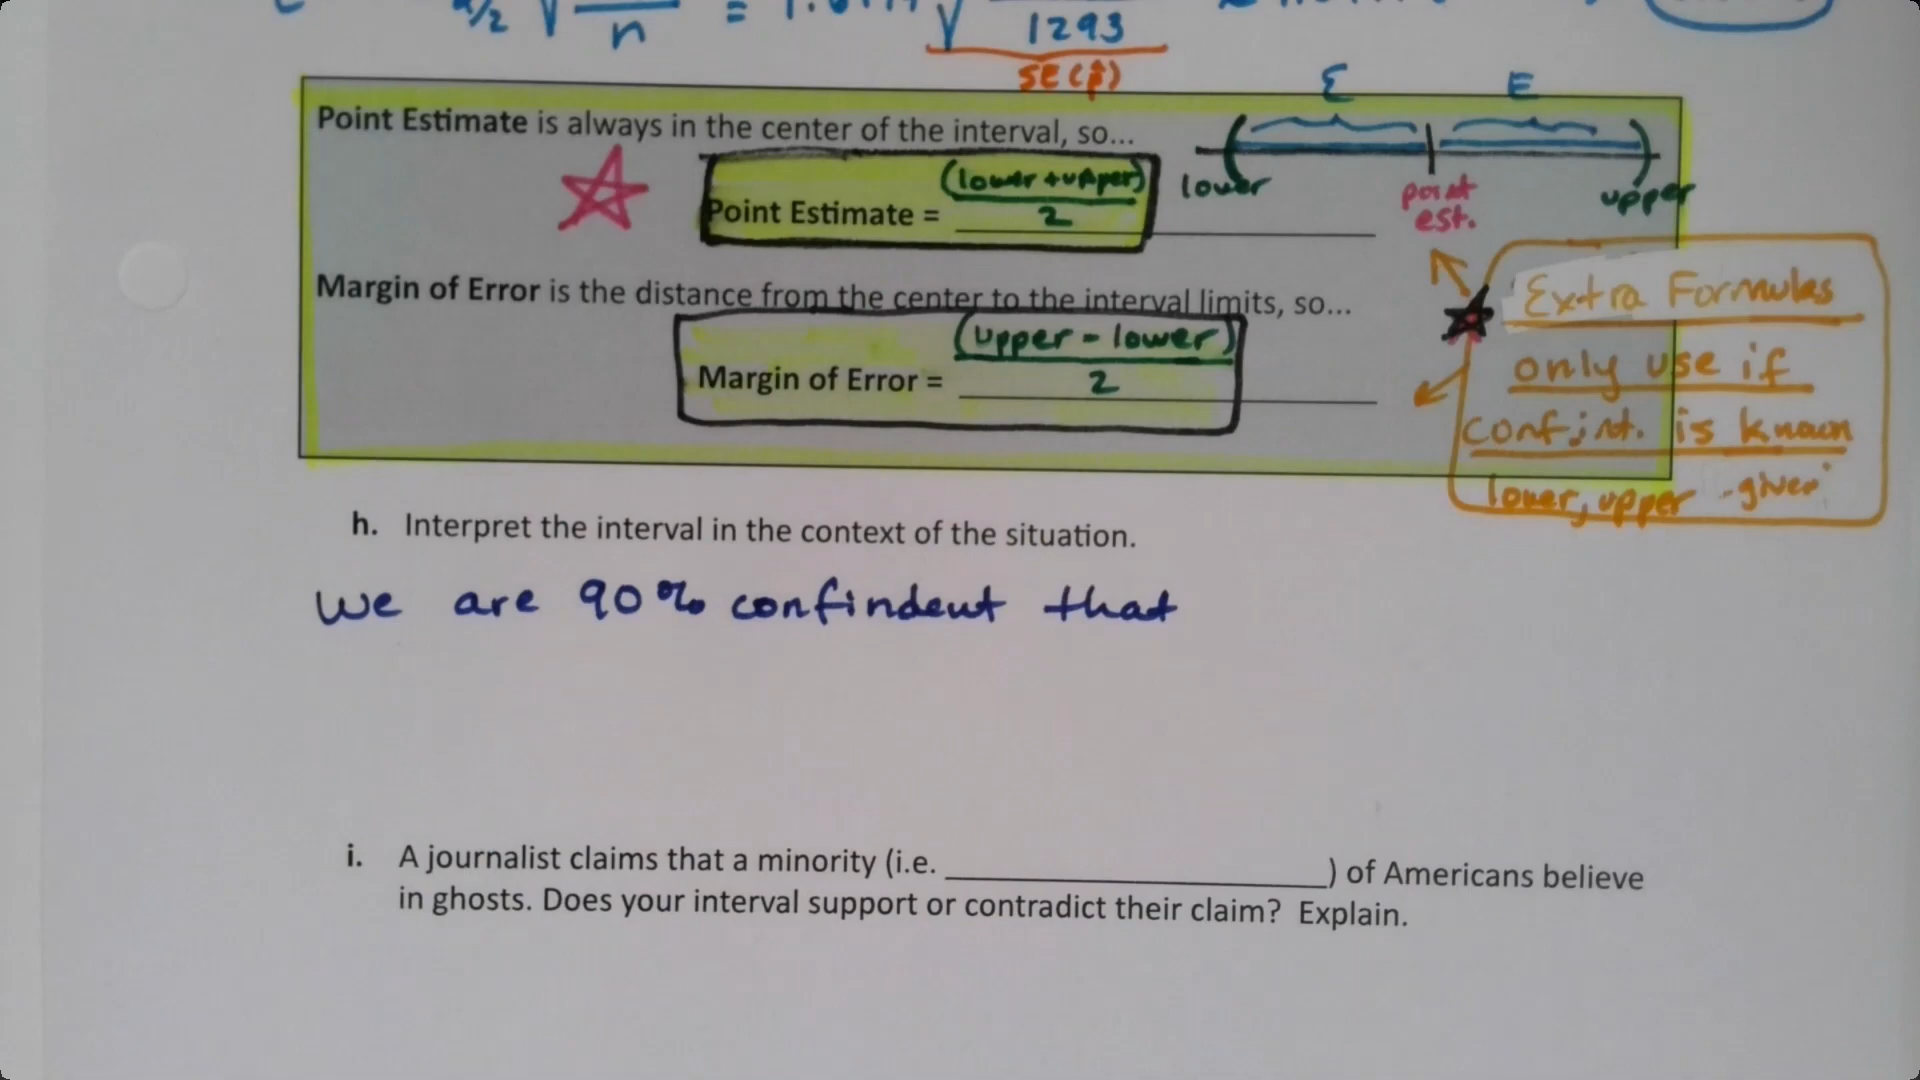 n = 1293
SE(p̂)
E E
Point Estimate is always in the center of the interval, so...
lower point est. upper
Point Estimate = (lower + upper) / 2
Margin of Error is the distance from the center to the interval limits, so...
Margin of Error = (upper - lower) / 2
Extra Formulas
only use if
conf. int. is known
lower, upper - given
h. Interpret the interval in the context of the situation.
We are 90% confindent that
i. A journalist claims that a minority (i.e. ____________________) of Americans believe
in ghosts. Does your interval support or contradict their claim? Explain.